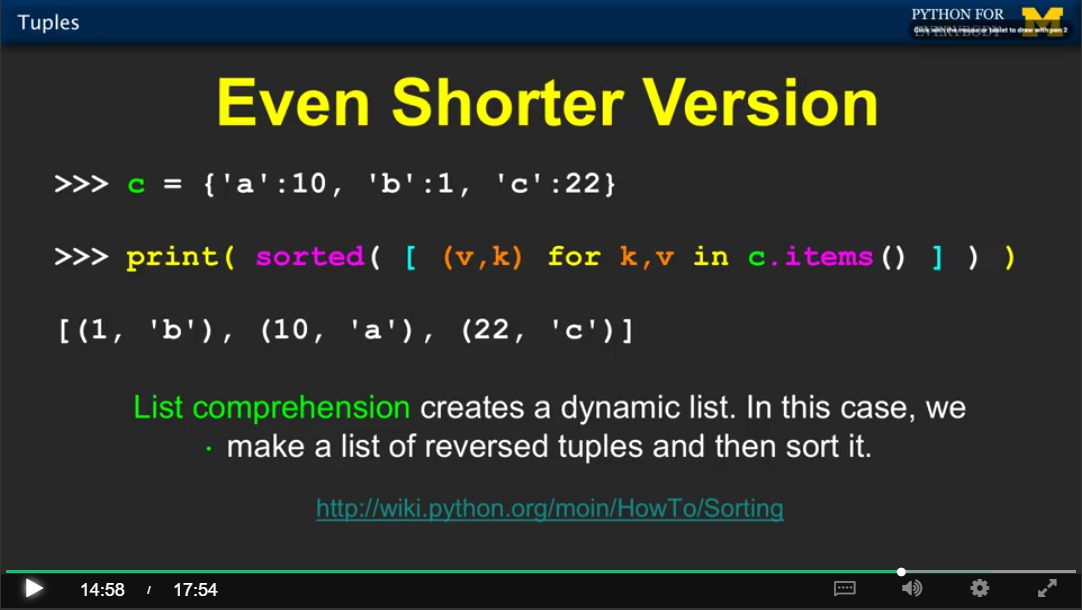 Tuples
PYTHON FOR
EVERYBODY
Click with the mouse or tablet to draw with pen 2
Even Shorter Version
>>> c = {'a':10, 'b':1, 'c':22}
>>> print( sorted( [ (v,k) for k,v in c.items() ] ) )
[(1, 'b'), (10, 'a'), (22, 'c')]
List comprehension creates a dynamic list. In this case, we
make a list of reversed tuples and then sort it.
http://wiki.python.org/moin/HowTo/Sorting
14:58 / 17:54